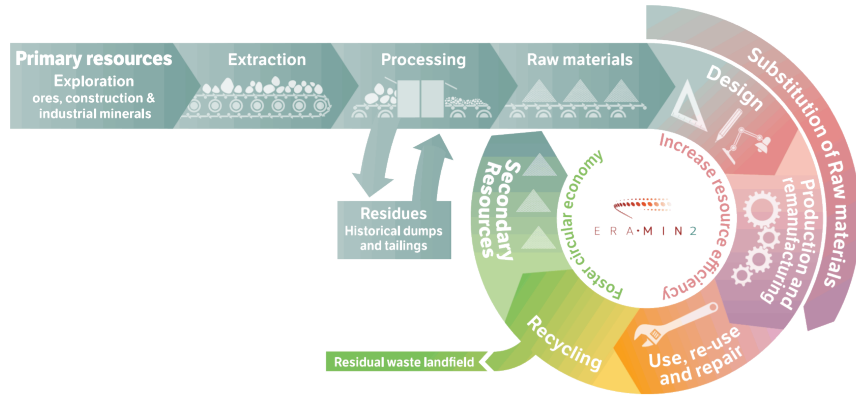 Primary resources
Exploration
ores, construction &
industrial minerals
Extraction
Processing
Raw materials
Design
Substitution of Raw materials
Production and
remanufacturing
Use, re-use
and repair
Recycling
Secondary
Resources
Residues
Historical dumps
and tailings
Residual waste landfield
Foster circular economy
Increase resource efficiency
ERA•MIN2